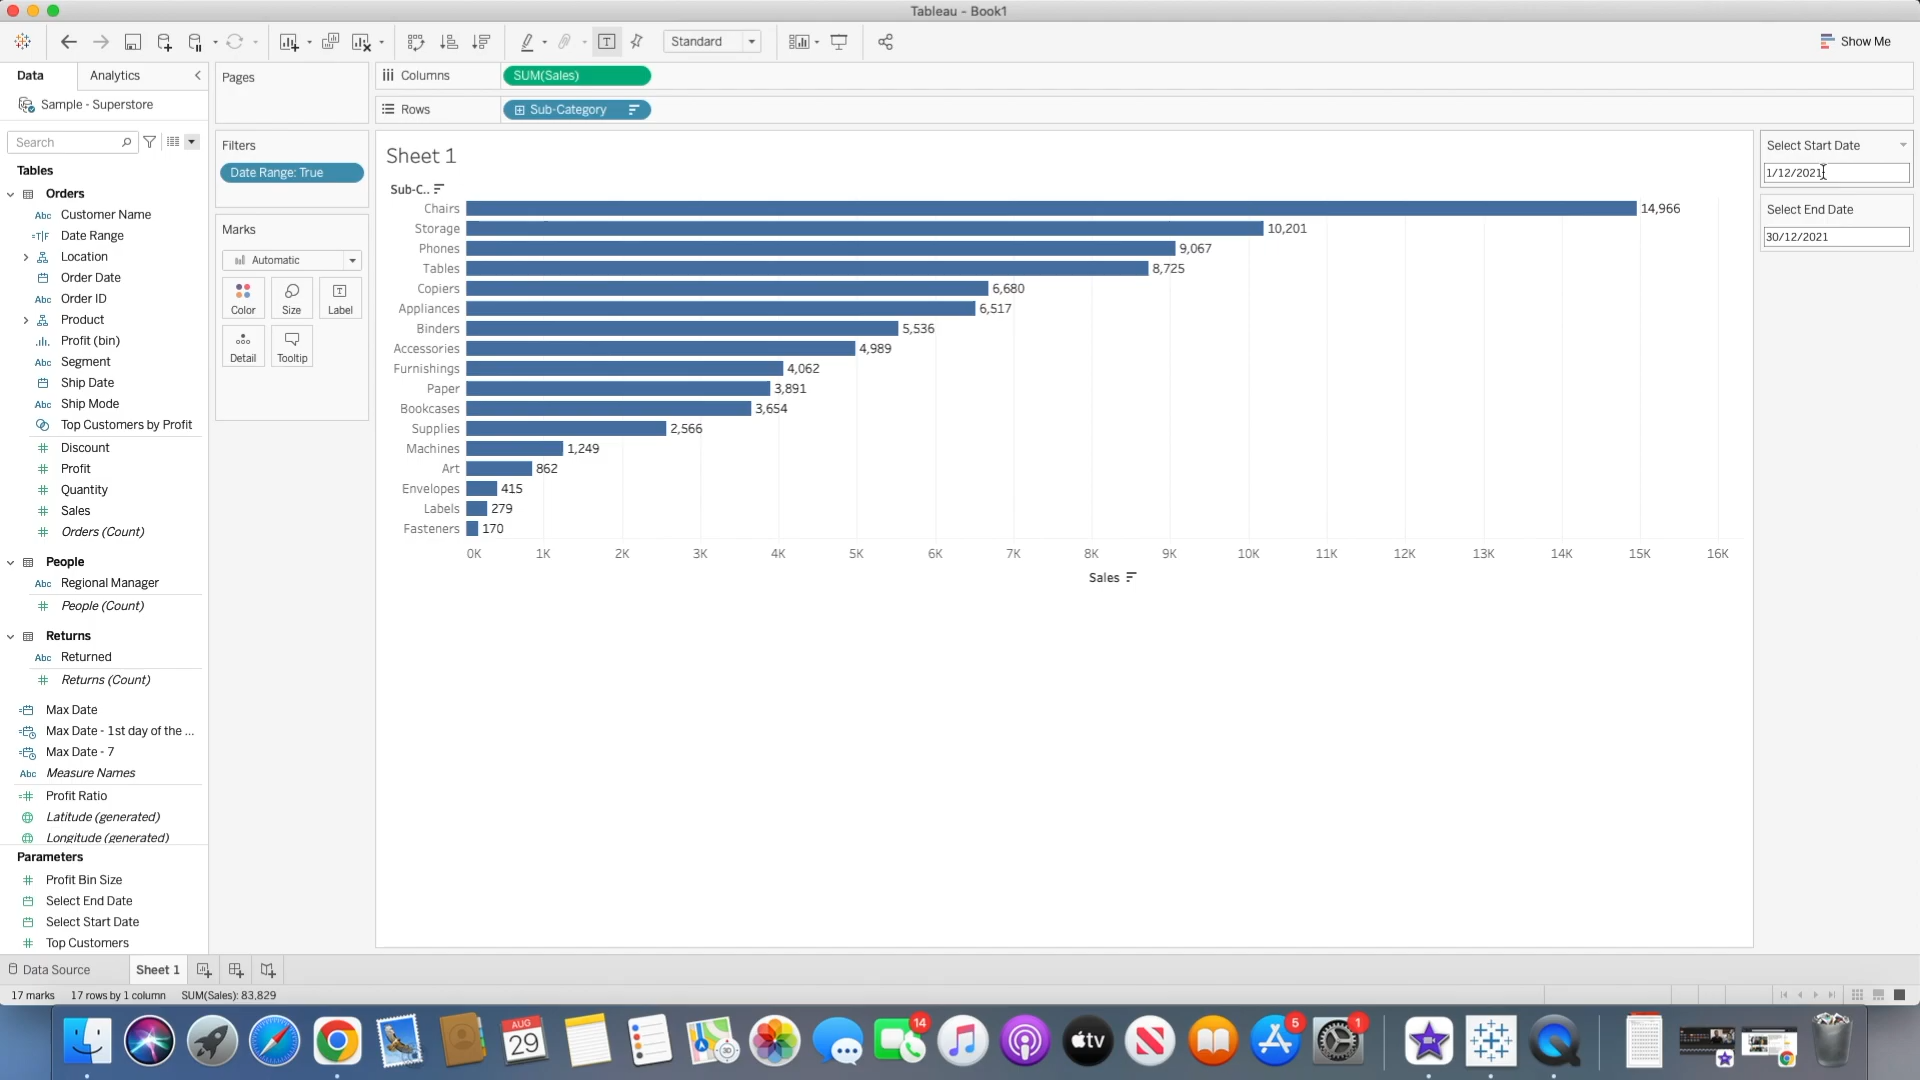 Tableau - Book1
Standard
Show Me
Data
Analytics
Sample - Superstore
Search
Tables
Orders
Customer Name
Date Range
Location
Order Date
Order ID
Product
Profit (bin)
Segment
Ship Date
Ship Mode
Top Customers by Profit
Discount
Profit
Quantity
Sales
Orders (Count)
People
Regional Manager
People (Count)
Returns
Returned
Returns (Count)
Max Date
Max Date - 1st day of the ...
Max Date - 7
Measure Names
Profit Ratio
Latitude (generated)
Longitude (generated)
Parameters
Profit Bin Size
Select End Date
Select Start Date
Top Customers
Pages
Filters
Date Range: True
Marks
Automatic
Color
Size
Label
Detail
Tooltip
Columns
SUM(Sales)
Rows
Sub-Category
Sheet 1
Sub-C..
Chairs 14,966
Storage 10,201
Phones 9,067
Tables 8,725
Copiers 6,680
Appliances 6,517
Binders 5,536
Accessories 4,989
Furnishings 4,062
Paper 3,891
Bookcases 3,654
Supplies 2,566
Machines 1,249
Art 862
Envelopes 415
Labels 279
Fasteners 170
0K 1K 2K 3K 4K 5K 6K 7K 8K 9K 10K 11K 12K 13K 14K 15K 16K
Sales
Select Start Date
1/12/2021
Select End Date
30/12/2021
Data Source
Sheet 1
17 marks 17 rows by 1 column SUM(Sales): 83,829
AUG
29
14
tv
5
1